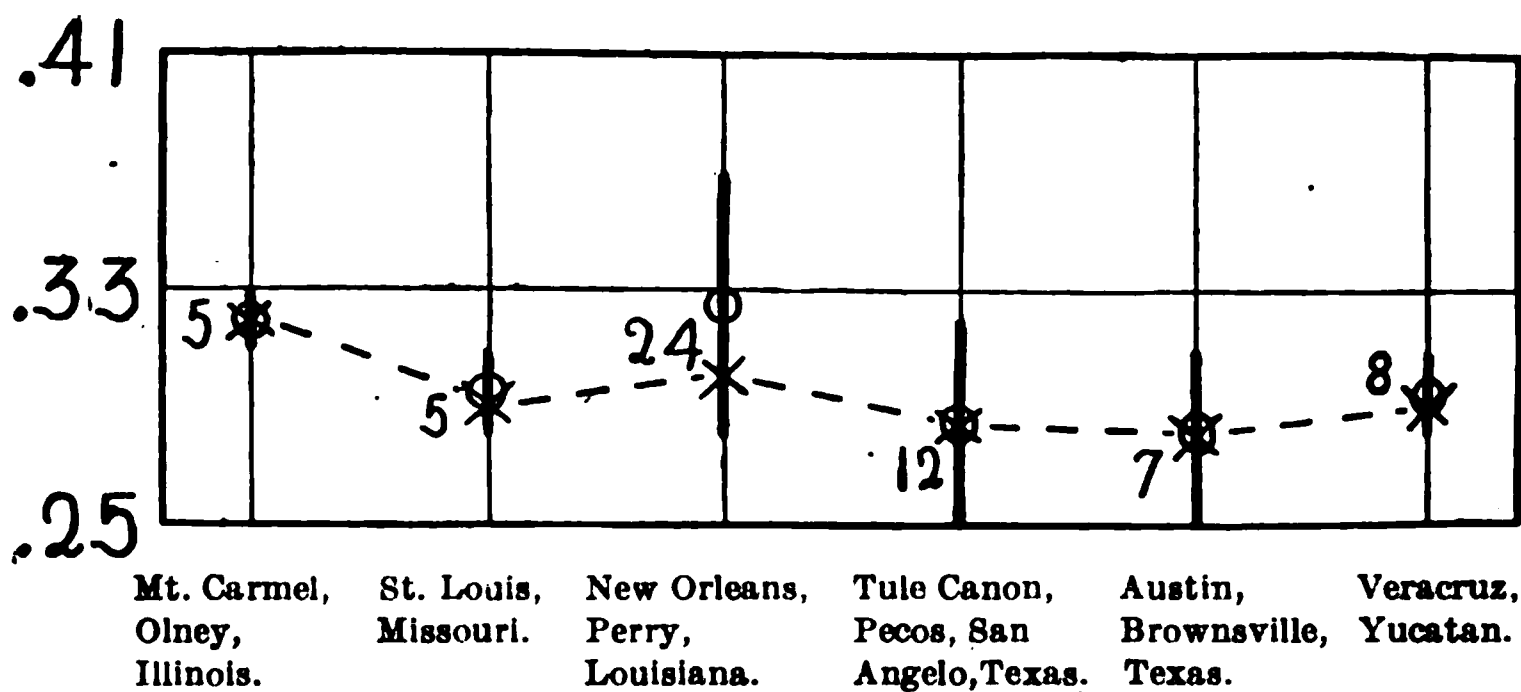 .41
.33
.25
5
5
24
12
7
8
Mt. Carmel,
Olney,
Illinois.
St. Louis,
Missouri.
New Orleans,
Perry,
Louisiana.
Tule Canon,
Pecos, San
Angelo, Texas.
Austin,
Brownsville,
Texas.
Veracruz,
Yucatan.